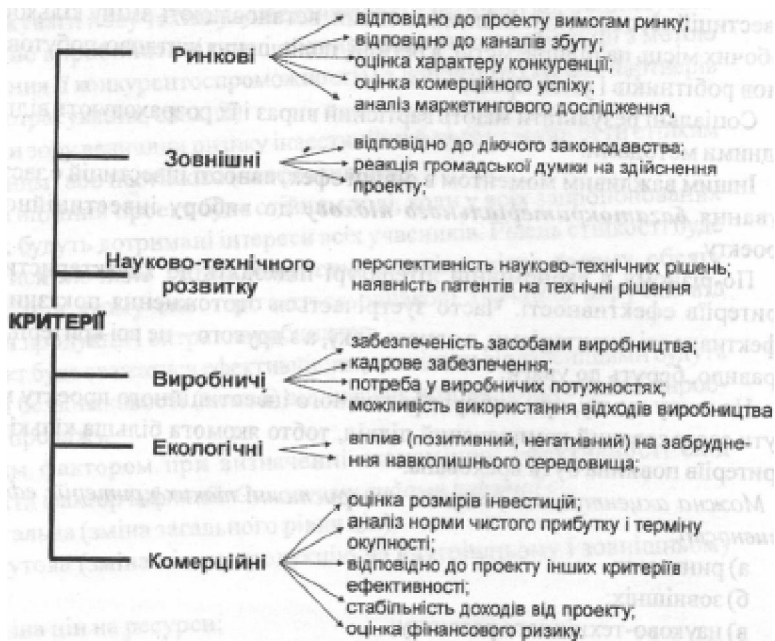 КРИТЕРІЇ
Ринкові
відповідно до проекту вимогам ринку;
відповідно до каналів збуту;
оцінка характеру конкуренції;
оцінка комерційного успіху;
аналіз маркетингового дослідження,
Зовнішні
відповідно до діючого законодавства;
реакція громадської думки на здійснення
проекту;
Науково-технічного
розвитку
перспективність науково-технічних рішень;
наявність патентів на технічні рішення
Виробничі
забезпеченість засобами виробництва;
кадрове забезпечення;
потреба у виробничих потужностях;
можливість використання відходів виробництва
Екологічні
вплив (позитивний, негативний) на забрудне-
ння навколишнього середовища;
Комерційні
оцінка розмірів інвестицій;
аналіз норми чистого прибутку і терміну
окупності;
відповідно до проекту інших критеріїв
ефективності;
стабільність доходів від проекту;
оцінка фінансового ризику.